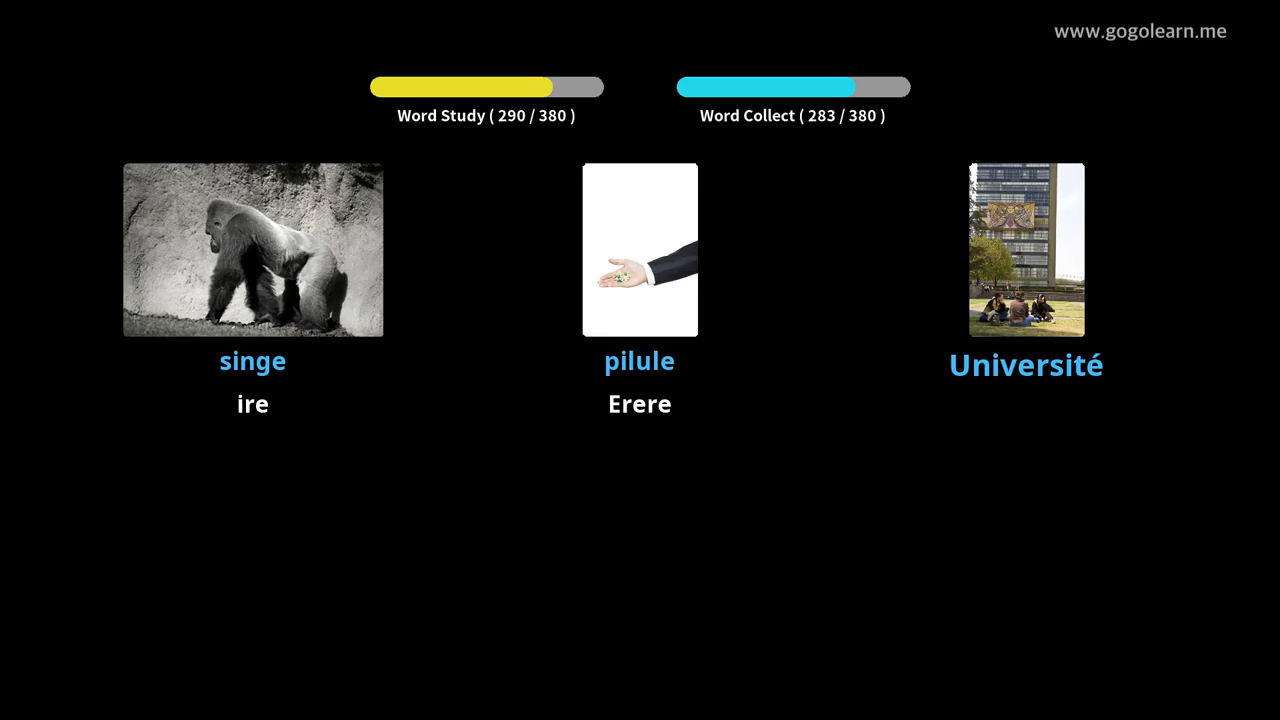 www.gogolearn.me
Word Study ( 290 / 380 )
Word Collect ( 283 / 380 )
singe
pilule
Université
ire
Erere